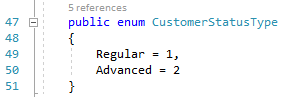 5 references
47 public enum CustomerStatusType
48 {
49 Regular = 1,
50 Advanced = 2
51 }